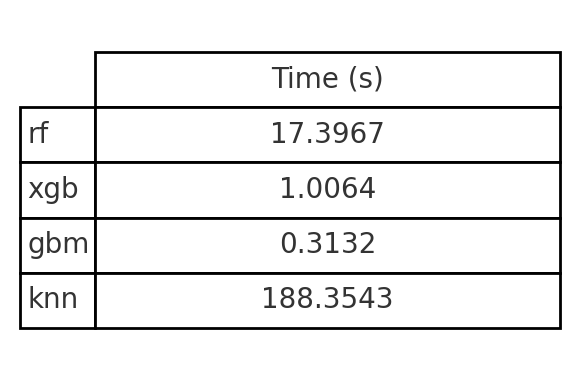 Time (s)
rf 17.3967
xgb 1.0064
gbm 0.3132
knn 188.3543